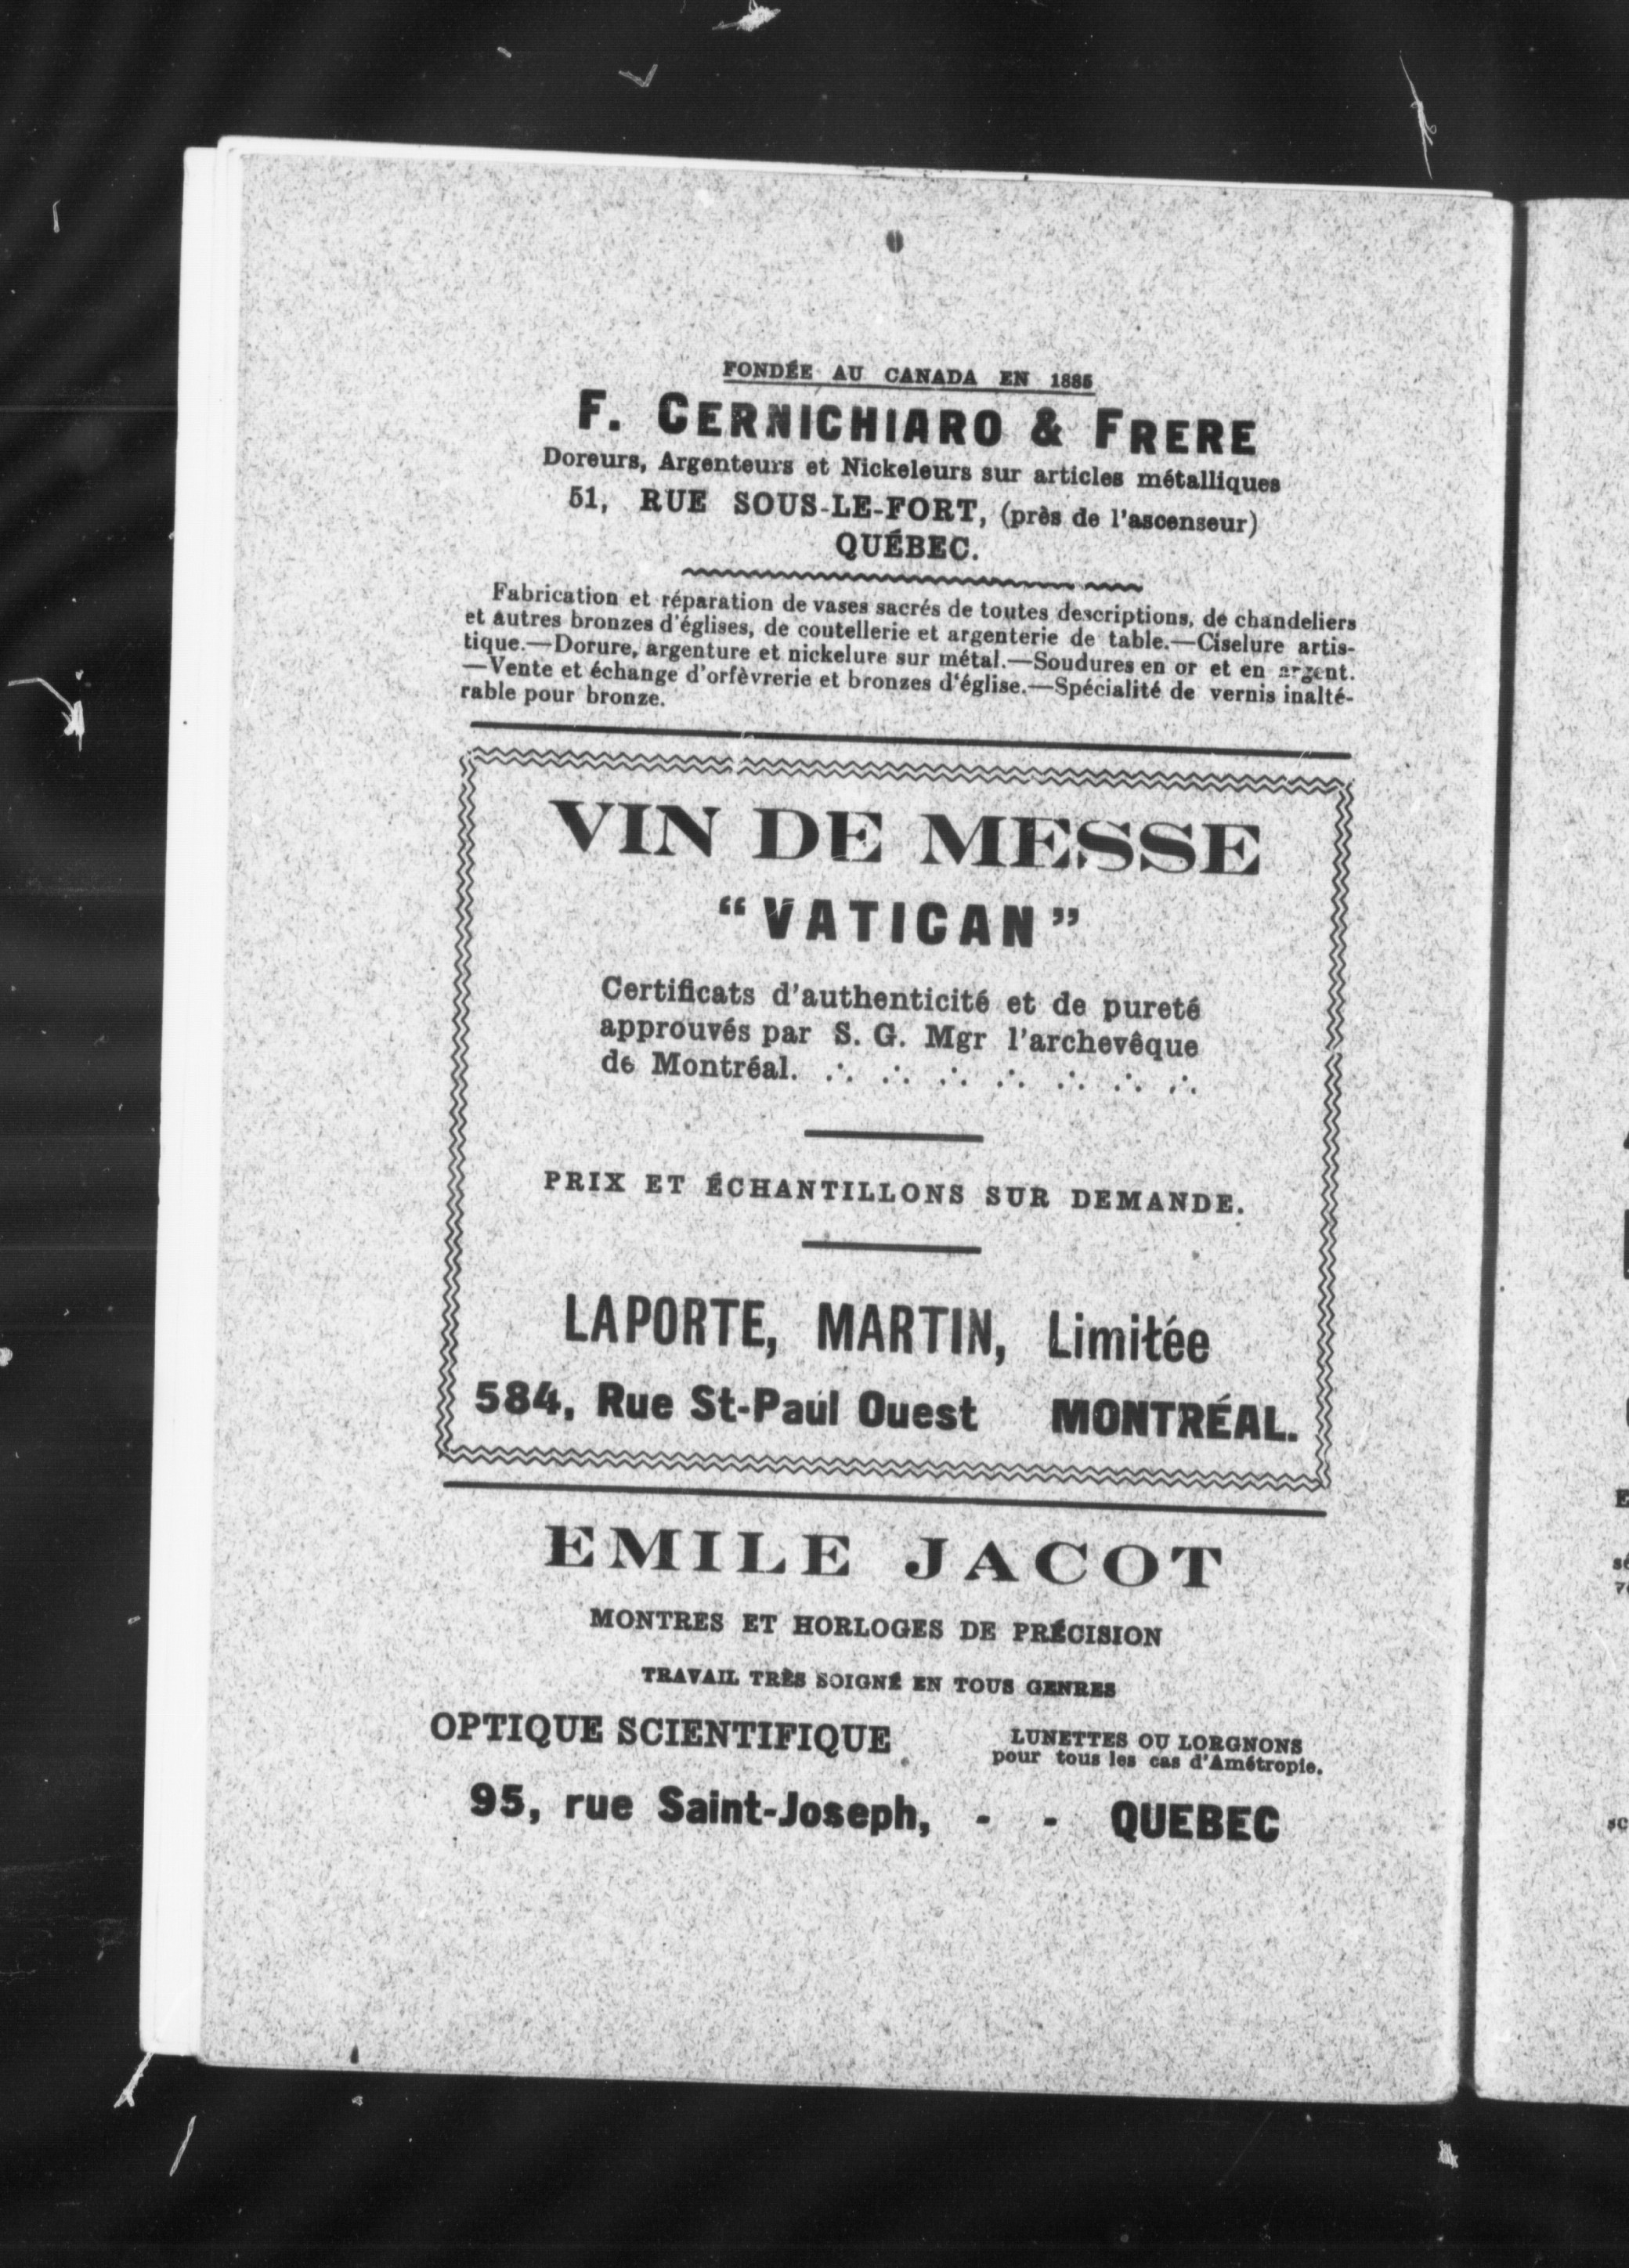 FONDÉE AU CANADA EN 1885
F. CERNICHIARO & FRERE
Doreurs, Argenteurs et Nickeleurs sur articles métalliques
51, RUE SOUS-LE-FORT, (près de l'ascenseur)
QUÉBEC.
Fabrication et réparation de vases sacrés de toutes descriptions, de chandeliers
et autres bronzes d'églises, de coutellerie et argenterie de table.—Ciselure artis-
tique.—Dorure, argenture et nickelure sur métal.—Soudures en or et en argent.
—Vente et échange d'orfèvrerie et bronzes d'église.—Spécialité de vernis inalté-
rable pour bronze.
VIN DE MESSE
“VATICAN”
Certificats d'authenticité et de pureté
approuvés par S. G. Mgr l'archevêque
de Montréal. ∴ ∴ ∴ ∴ ∴ ∴ ∴
PRIX ET ÉCHANTILLONS SUR DEMANDE.
LAPORTE, MARTIN, Limitée
584, Rue St-Paul Ouest MONTRÉAL.
EMILE JACOT
MONTRES ET HORLOGES DE PRÉCISION
TRAVAIL TRÈS SOIGNÉ EN TOUS GENRES
OPTIQUE SCIENTIFIQUE
LUNETTES OU LORGNONS
pour tous les cas d'Amétropie.
95, rue Saint-Joseph, - - QUEBEC